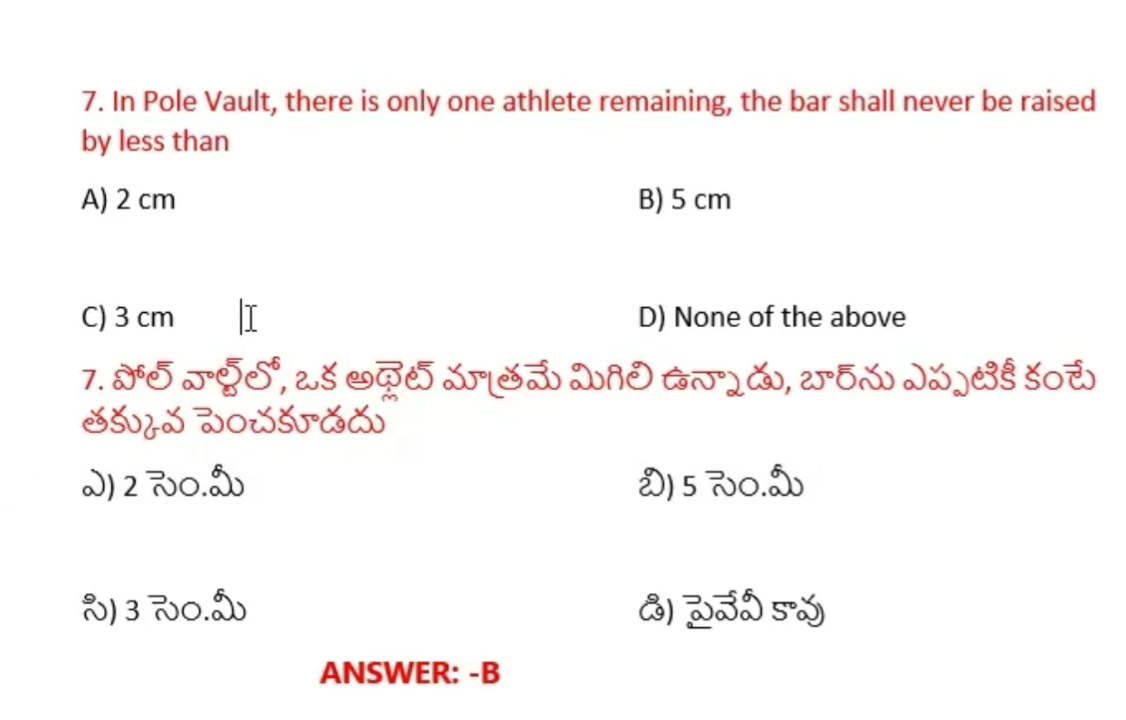 7. In Pole Vault, there is only one athlete remaining, the bar shall never be raised
by less than
A) 2 cm B) 5 cm
C) 3 cm D) None of the above
7. పోల్ వాల్ట్‌లో, ఒక అథ్లెట్ మాత్రమే మిగిలి ఉన్నాడు, బార్‌ను ఎప్పటికీ కంటే
తక్కువ పెంచకూడదు
ఎ) 2 సెం.మీ బి) 5 సెం.మీ
సి) 3 సెం.మీ డి) పైవేవీ కావు
ANSWER: -B